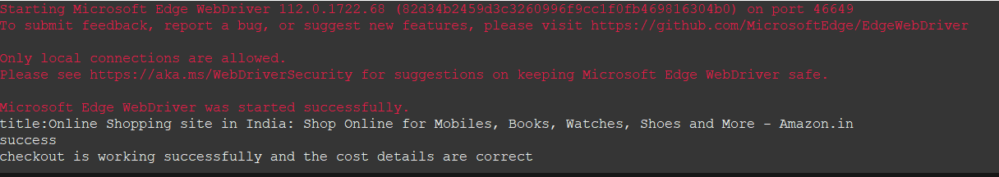 Starting Microsoft Edge WebDriver 112.0.1722.68 (82d34b2459d3c3260996f9cc1f0fb469816304b0) on port 46649
To submit feedback, report a bug, or suggest new features, please visit https://github.com/MicrosoftEdge/EdgeWebDriver
Only local connections are allowed.
Please see https://aka.ms/WebDriverSecurity for suggestions on keeping Microsoft Edge WebDriver safe.
Microsoft Edge WebDriver was started successfully.
title:Online Shopping site in India: Shop Online for Mobiles, Books, Watches, Shoes and More - Amazon.in
success
checkout is working successfully and the cost details are correct